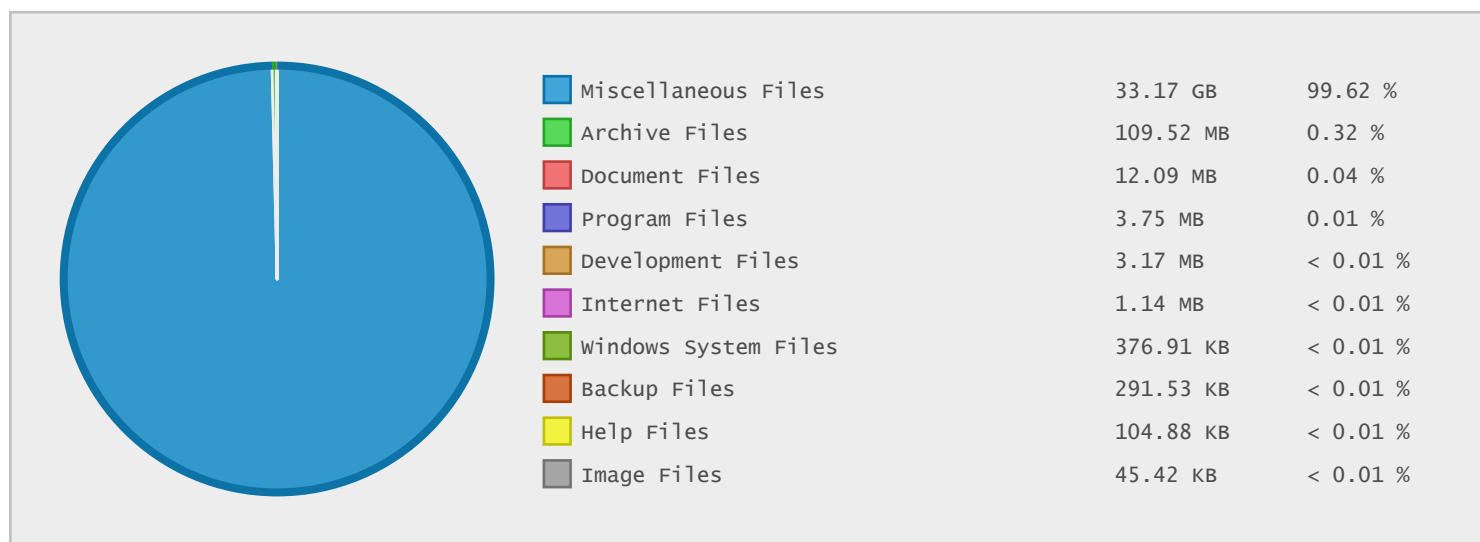 Miscellaneous Files 33.17 GB 99.62 %
Archive Files 109.52 MB 0.32 %
Document Files 12.09 MB 0.04 %
Program Files 3.75 MB 0.01 %
Development Files 3.17 MB < 0.01 %
Internet Files 1.14 MB < 0.01 %
Windows System Files 376.91 KB < 0.01 %
Backup Files 291.53 KB < 0.01 %
Help Files 104.88 KB < 0.01 %
Image Files 45.42 KB < 0.01 %